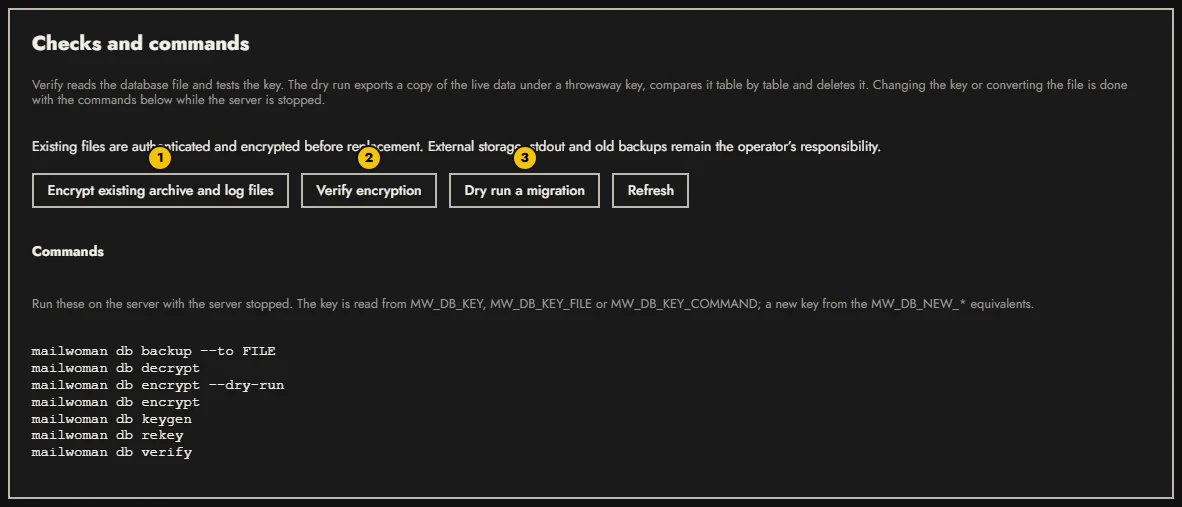 Checks and commands
Verify reads the database file and tests the key. The dry run exports a copy of the live data under a throwaway key, compares it table by table and deletes it. Changing the key or converting the file is done
with the commands below while the server is stopped.
Existing files are authenticated and encrypted before replacement. External storage, stdout and old backups remain the operator's responsibility.
1
2
3
Encrypt existing archive and log files
Verify encryption
Dry run a migration
Refresh
Commands
Run these on the server with the server stopped. The key is read from MW_DB_KEY, MW_DB_KEY_FILE or MW_DB_KEY_COMMAND; a new key from the MW_DB_NEW_* equivalents.
mailwoman db backup --to FILE
mailwoman db decrypt
mailwoman db encrypt --dry-run
mailwoman db encrypt
mailwoman db keygen
mailwoman db rekey
mailwoman db verify